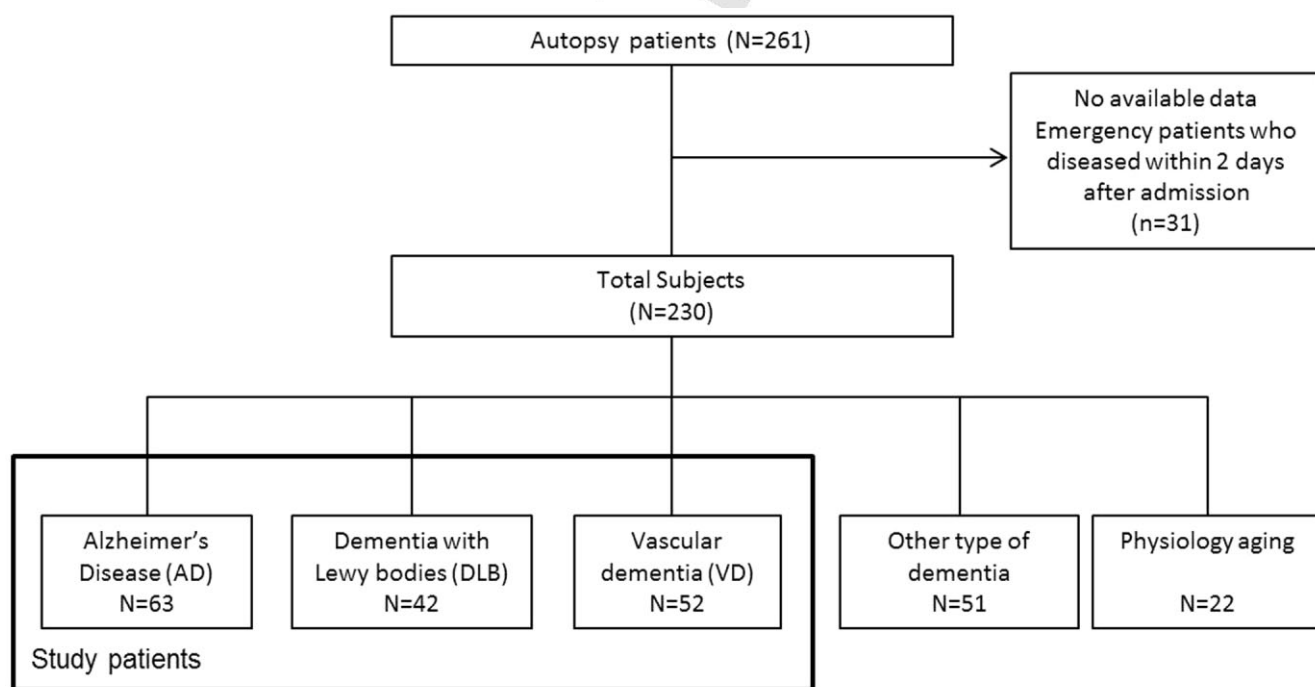 Autopsy patients (N=261)
No available data
Emergency patients who
diseased within 2 days
after admission
(n=31)
Total Subjects
(N=230)
Alzheimer's
Disease (AD)
N=63
Dementia with
Lewy bodies (DLB)
N=42
Vascular
dementia (VD)
N=52
Other type of
dementia
N=51
Physiology aging
N=22
Study patients